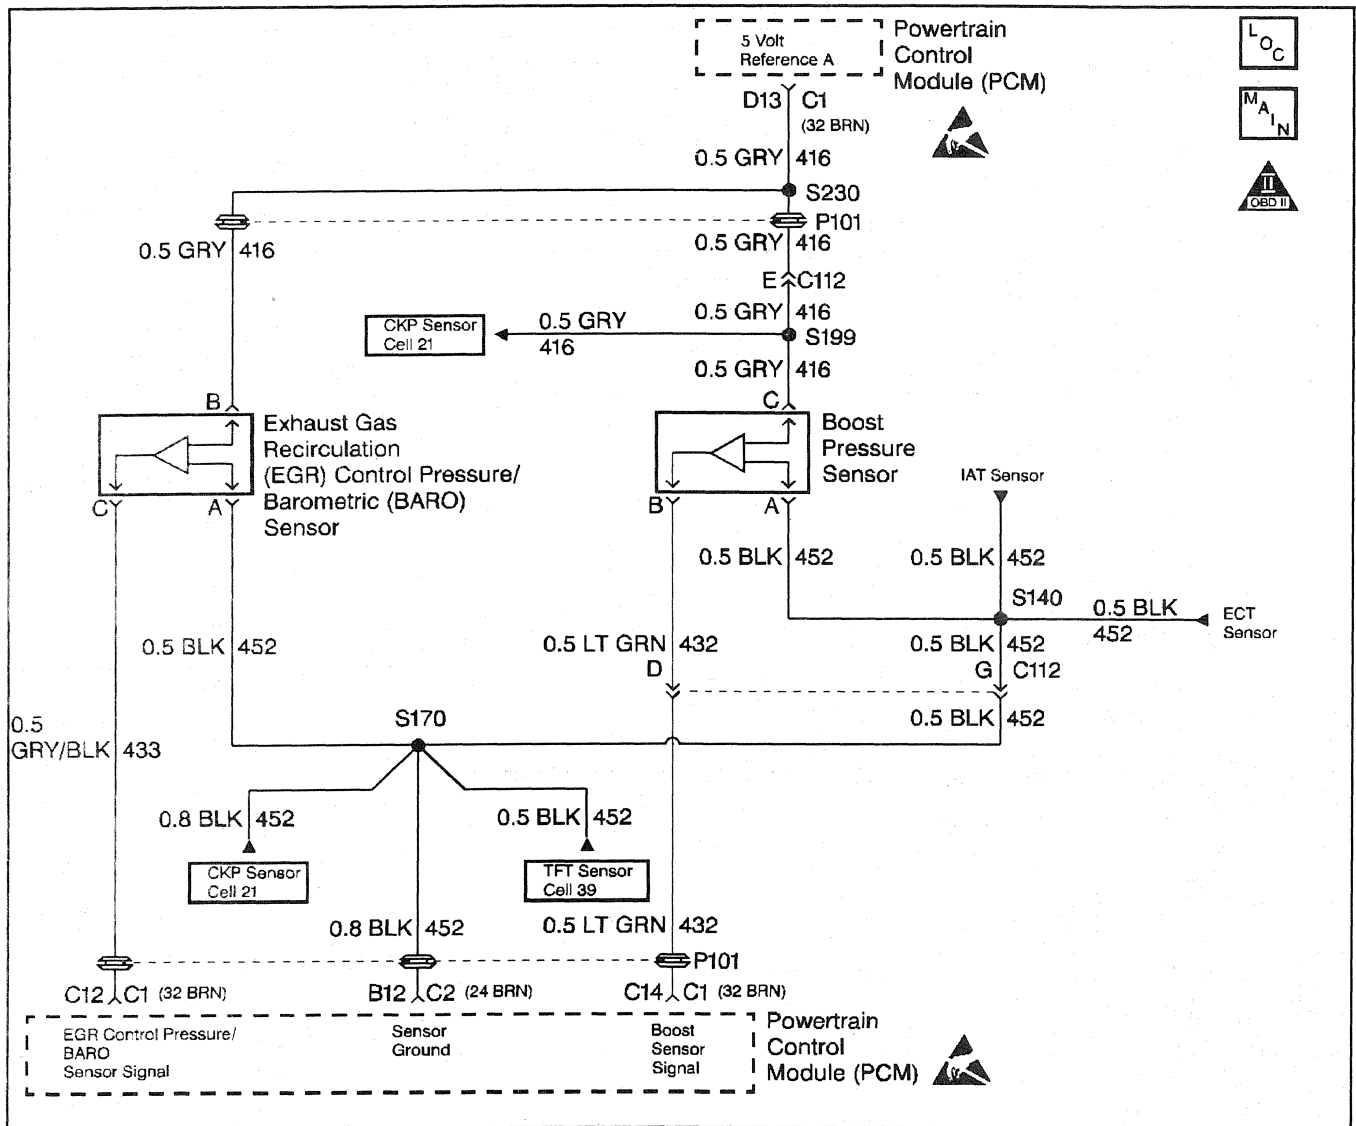 5 Volt
Reference A
Powertrain
Control
Module (PCM)
LOC
MAIN
II
OBD II
D13 C1
(32 BRN)
0.5 GRY 416
S230
P101
0.5 GRY 416
0.5 GRY 416
E C112
CKP Sensor
Cell 21
0.5 GRY
416
0.5 GRY 416
S199
0.5 GRY 416
B
C
Exhaust Gas
Recirculation
(EGR) Control Pressure/
Barometric (BARO)
Sensor
Boost
Pressure
Sensor
IAT Sensor
C A
B A
0.5 BLK 452
0.5 BLK 452
S140
0.5 BLK
452
ECT
Sensor
0.5 BLK 452
0.5 LT GRN 432
0.5 BLK 452
D
G C112
0.5 BLK 452
S170
0.5
GRY/BLK 433
0.8 BLK 452
0.5 BLK 452
CKP Sensor
Cell 21
TFT Sensor
Cell 39
0.8 BLK 452
0.5 LT GRN 432
P101
C12 C1 (32 BRN)
B12 C2 (24 BRN)
C14 C1 (32 BRN)
EGR Control Pressure/
BARO
Sensor Signal
Sensor
Ground
Boost
Sensor
Signal
Powertrain
Control
Module (PCM)